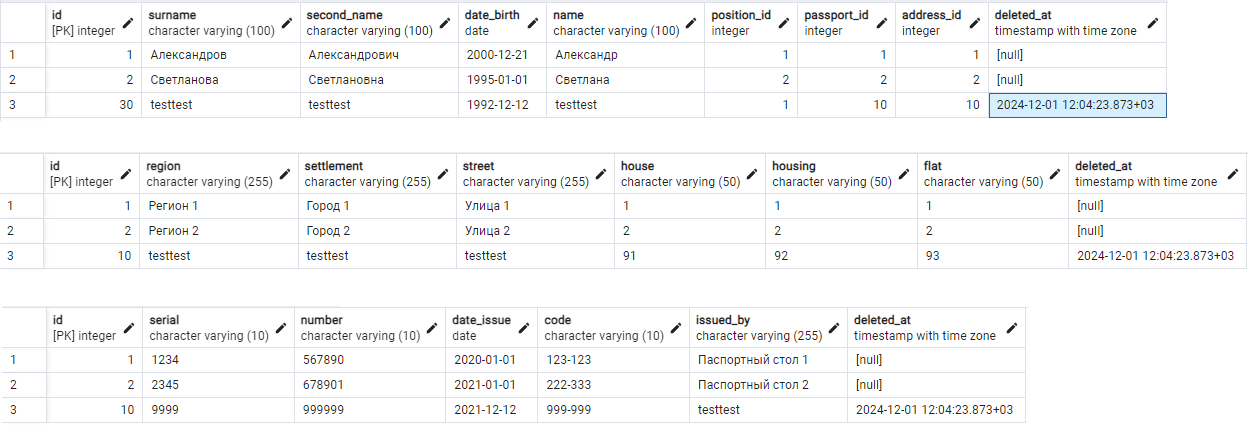 id surname second_name date_birth name position_id passport_id address_id deleted_at
[PK] integer character varying (100) character varying (100) date character varying (100) integer integer integer timestamp with time zone
1 1 Александров Александрович 2000-12-21 Александр 1 1 1 [null]
2 2 Светланова Светлановна 1995-01-01 Светлана 2 2 2 [null]
3 30 testtest testtest 1992-12-12 testtest 1 10 10 2024-12-01 12:04:23.873+03
id region settlement street house housing flat deleted_at
[PK] integer character varying (255) character varying (255) character varying (255) character varying (50) character varying (50) character varying (50) timestamp with time zone
1 1 Регион 1 Город 1 Улица 1 1 1 1 [null]
2 2 Регион 2 Город 2 Улица 2 2 2 2 [null]
3 10 testtest testtest testtest 91 92 93 2024-12-01 12:04:23.873+03
id serial number date_issue code issued_by deleted_at
[PK] integer character varying (10) character varying (10) date character varying (10) character varying (255) timestamp with time zone
1 1 1234 567890 2020-01-01 123-123 Паспортный стол 1 [null]
2 2 2345 678901 2021-01-01 222-333 Паспортный стол 2 [null]
3 10 9999 999999 2021-12-12 999-999 testtest 2024-12-01 12:04:23.873+03